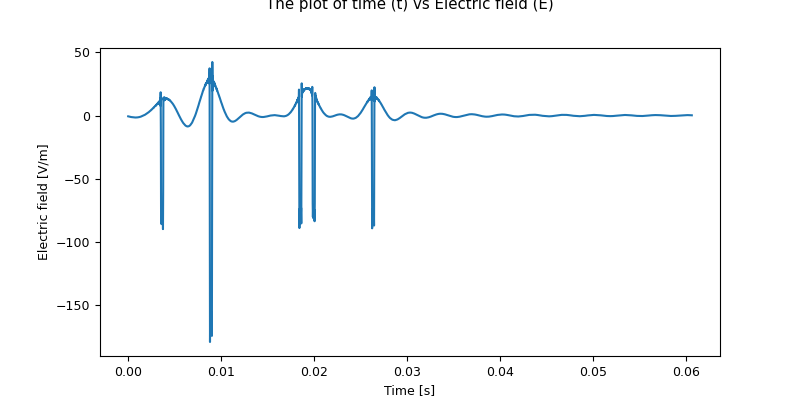 The plot of time (t) vs Electric field (E)
50
0
−50
−100
−150
Electric field [V/m]
0.00 0.01 0.02 0.03 0.04 0.05 0.06
Time [s]